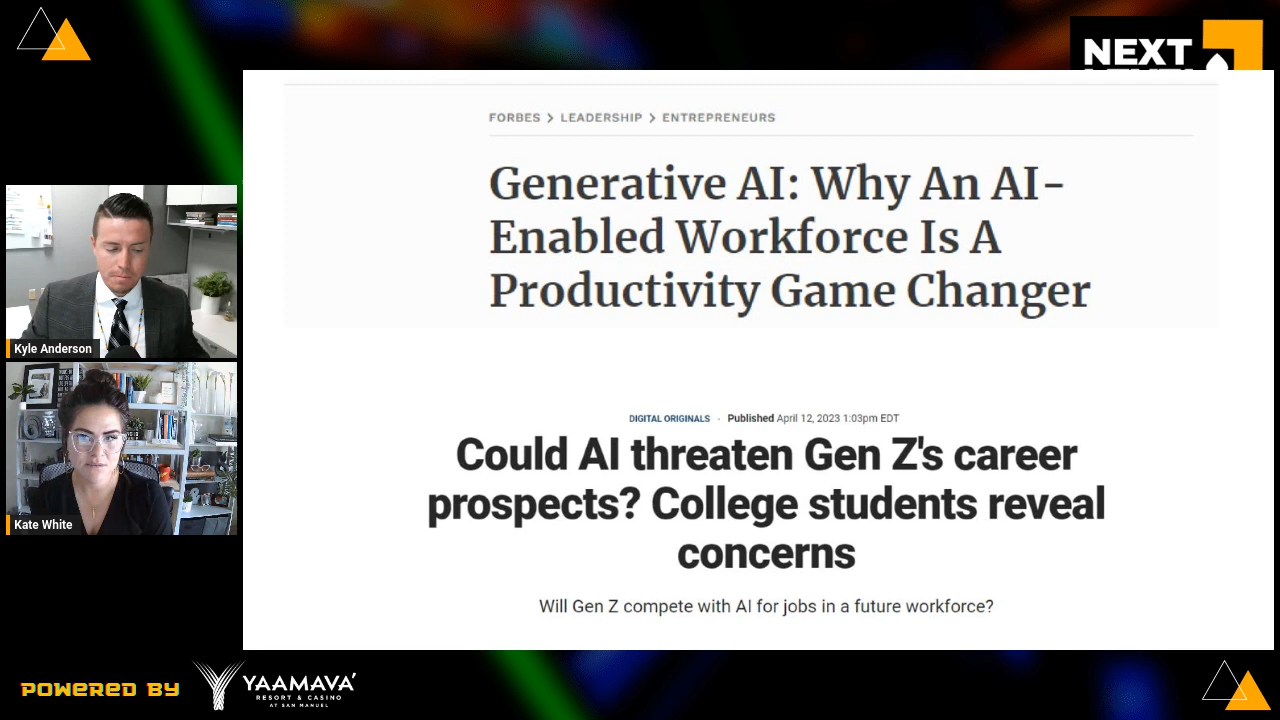 NEXT
FORBES > LEADERSHIP > ENTREPRENEURS
Generative AI: Why An AI-
Enabled Workforce Is A
Productivity Game Changer
Kyle Anderson
Kate White
DIGITAL ORIGINALS · Published April 12, 2023 1:03pm EDT
Could AI threaten Gen Z's career
prospects? College students reveal
concerns
Will Gen Z compete with AI for jobs in a future workforce?
POWERED BY
YAAMAVA'
RESORT & CASINO
AT SAN MANUEL